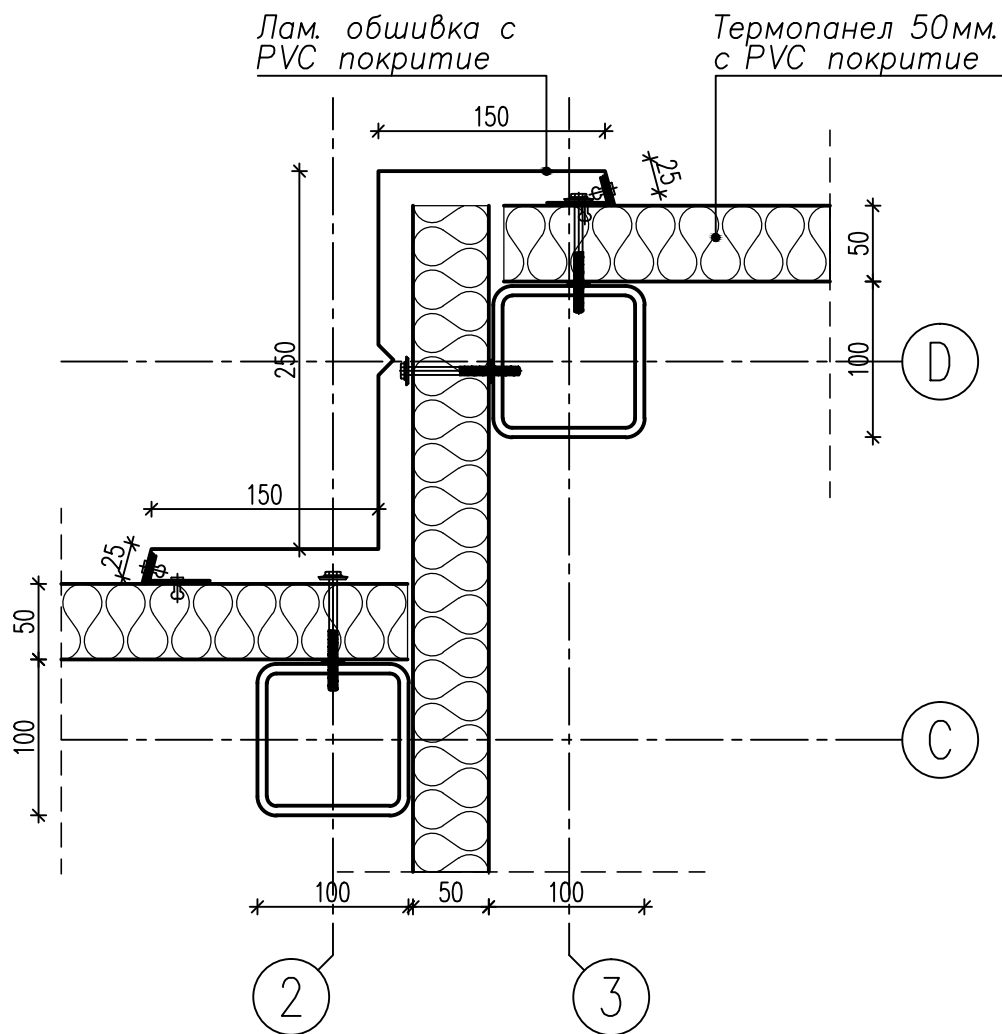 Лам. обшивка с
PVC покритие
Термопанел 50мм.
с PVC покритие
150
25
50
250
100
D
150
25
50
100
C
100
50
100
2
3